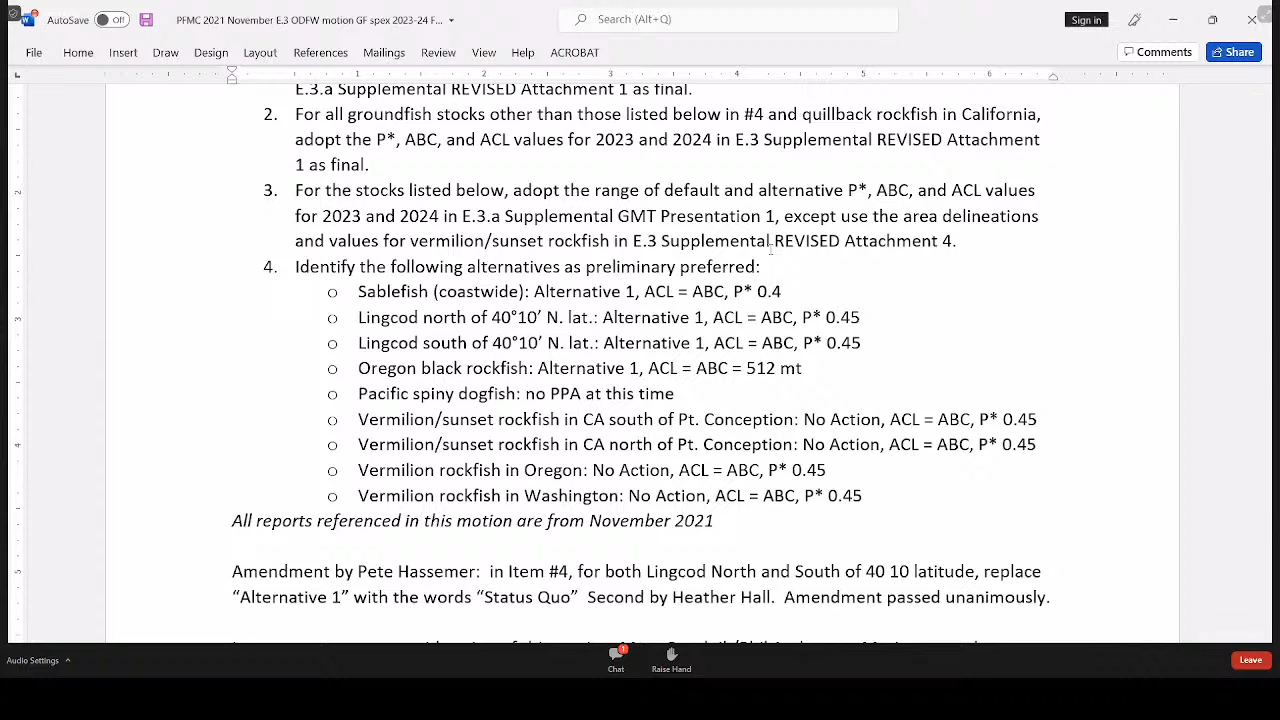 AutoSave Off PFMC 2021 November E.3 ODFW motion GF spex 2023-24 F... Search (Alt+Q) Sign in
File Home Insert Draw Design Layout References Mailings Review View Help ACROBAT Comments Share
1 2 3 4 5 6
E.3.a Supplemental REVISED Attachment 1 as final.
2. For all groundfish stocks other than those listed below in #4 and quillback rockfish in California,
adopt the P*, ABC, and ACL values for 2023 and 2024 in E.3 Supplemental REVISED Attachment
1 as final.
3. For the stocks listed below, adopt the range of default and alternative P*, ABC, and ACL values
for 2023 and 2024 in E.3.a Supplemental GMT Presentation 1, except use the area delineations
and values for vermilion/sunset rockfish in E.3 Supplemental REVISED Attachment 4.
4. Identify the following alternatives as preliminary preferred:
o Sablefish (coastwide): Alternative 1, ACL = ABC, P* 0.4
o Lingcod north of 40°10’ N. lat.: Alternative 1, ACL = ABC, P* 0.45
o Lingcod south of 40°10’ N. lat.: Alternative 1, ACL = ABC, P* 0.45
o Oregon black rockfish: Alternative 1, ACL = ABC = 512 mt
o Pacific spiny dogfish: no PPA at this time
o Vermilion/sunset rockfish in CA south of Pt. Conception: No Action, ACL = ABC, P* 0.45
o Vermilion/sunset rockfish in CA north of Pt. Conception: No Action, ACL = ABC, P* 0.45
o Vermilion rockfish in Oregon: No Action, ACL = ABC, P* 0.45
o Vermilion rockfish in Washington: No Action, ACL = ABC, P* 0.45
All reports referenced in this motion are from November 2021
Amendment by Pete Hassemer:  in Item #4, for both Lingcod North and South of 40 10 latitude, replace
“Alternative 1” with the words “Status Quo”  Second by Heather Hall.  Amendment passed unanimously.
Audio Settings Chat 1 Raise Hand Leave